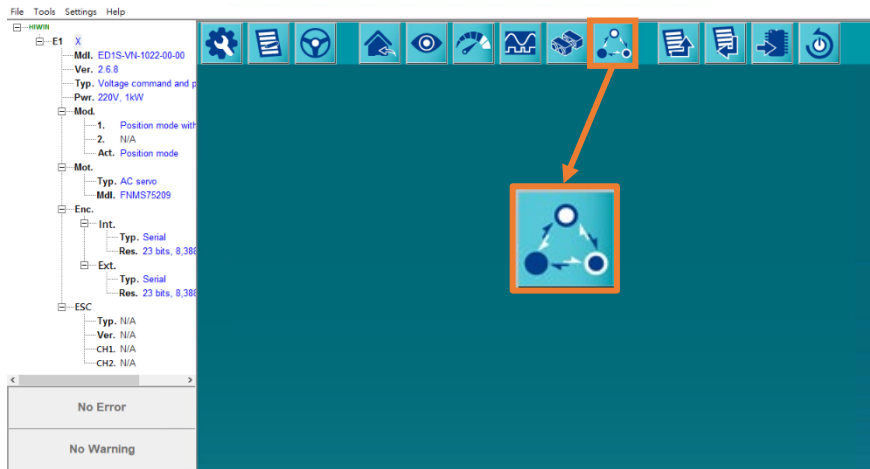 File Tools Settings Help
HIWIN
E1 X
Mdl. ED1S-VN-1022-00-00
Ver. 2.6.8
Typ. Voltage command and p
Pwr. 220V, 1kW
Mod.
1. Position mode with
2. N/A
Act. Position mode
Mot.
Typ. AC servo
Mdl. FNMS75209
Enc.
Int.
Typ. Serial
Res. 23 bits, 8,388
Ext.
Typ. Serial
Res. 23 bits, 8,388
ESC
Typ. N/A
Ver. N/A
CH1. N/A
CH2. N/A
No Error
No Warning